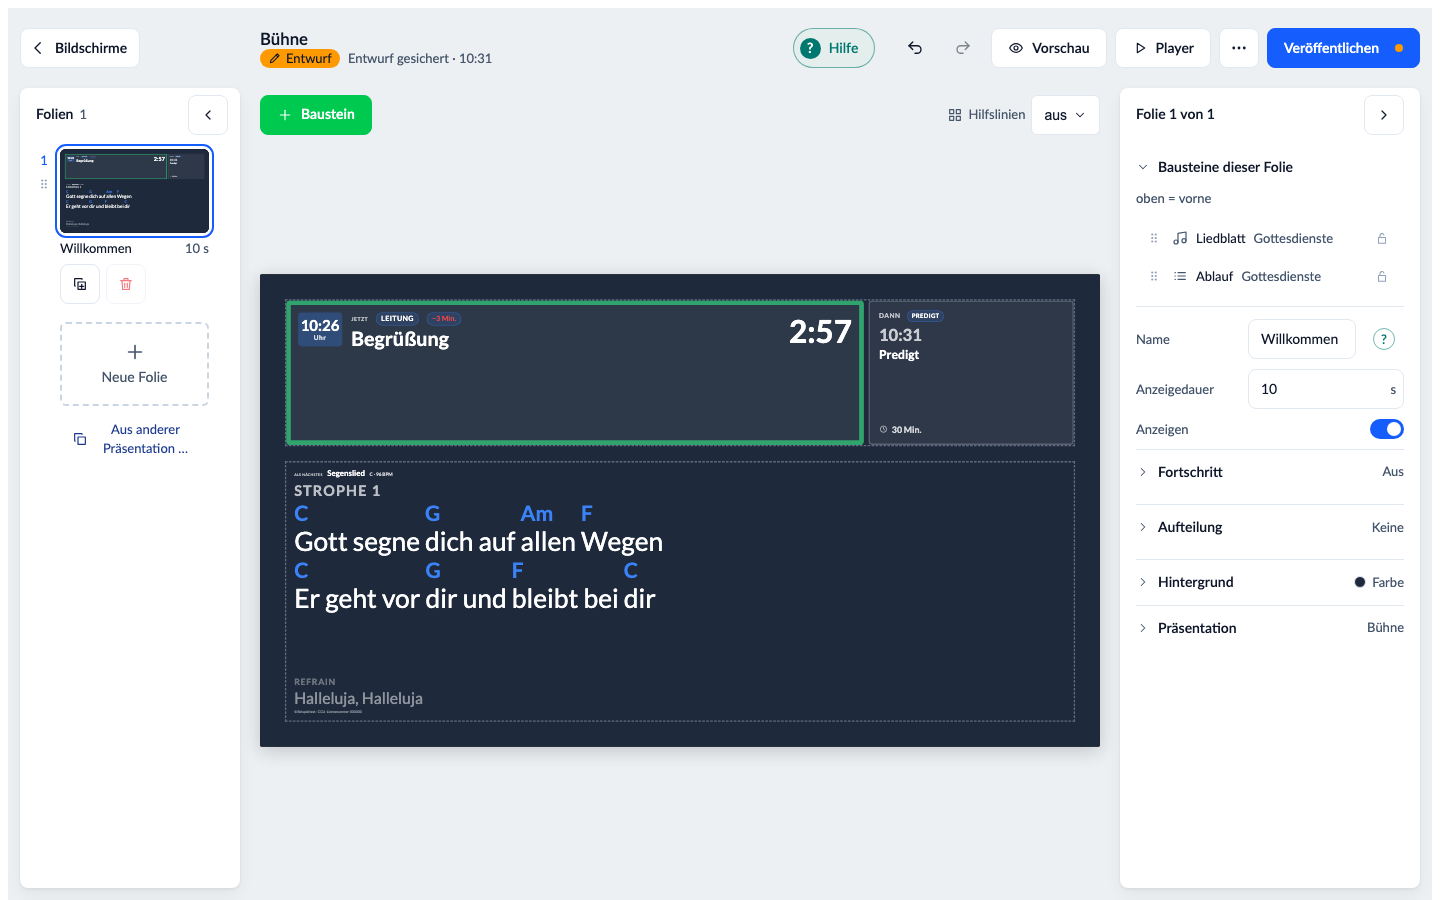 Bildschirme
Bühne
Entwurf
Entwurf gesichert · 10:31
? Hilfe
Vorschau
Player
Veröffentlichen
Folien 1
1
Willkommen 10 s
Neue Folie
Aus anderer
Präsentation ...
Baustein
Hilfslinien aus
10:26
Uhr
JETZT LEITUNG −3 Min.
Begrüßung
2:57
DANN PREDIGT
10:31
Predigt
30 Min.
ALS NÄCHSTES Segenslied C · 96 BPM
STROPHE 1
C G Am F
Gott segne dich auf allen Wegen
C G F C
Er geht vor dir und bleibt bei dir
REFRAIN
Halleluja, Halleluja
Folie 1 von 1
Bausteine dieser Folie
oben = vorne
Liedblatt Gottesdienste
Ablauf Gottesdienste
Name Willkommen ?
Anzeigedauer 10 s
Anzeigen
Fortschritt Aus
Aufteilung Keine
Hintergrund Farbe
Präsentation Bühne